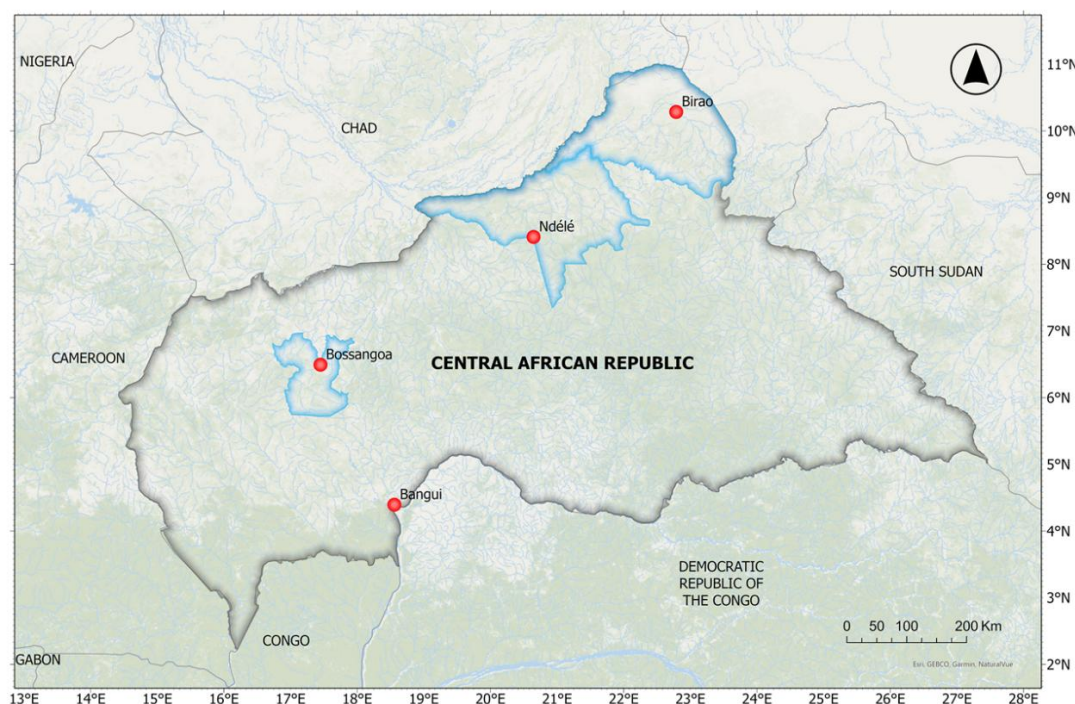 NIGERIA
11°N
Birao
10°N
CHAD
9°N
Ndélé
8°N
SOUTH SUDAN
7°N
CAMEROON
Bossangoa
CENTRAL AFRICAN REPUBLIC
6°N
5°N
Bangui
4°N
DEMOCRATIC
REPUBLIC OF
THE CONGO
3°N
CONGO
0 50 100 200 Km
GABON
Esri, GEBCO, Garmin, NaturalVue
2°N
13°E 14°E 15°E 16°E 17°E 18°E 19°E 20°E 21°E 22°E 23°E 24°E 25°E 26°E 27°E 28°E